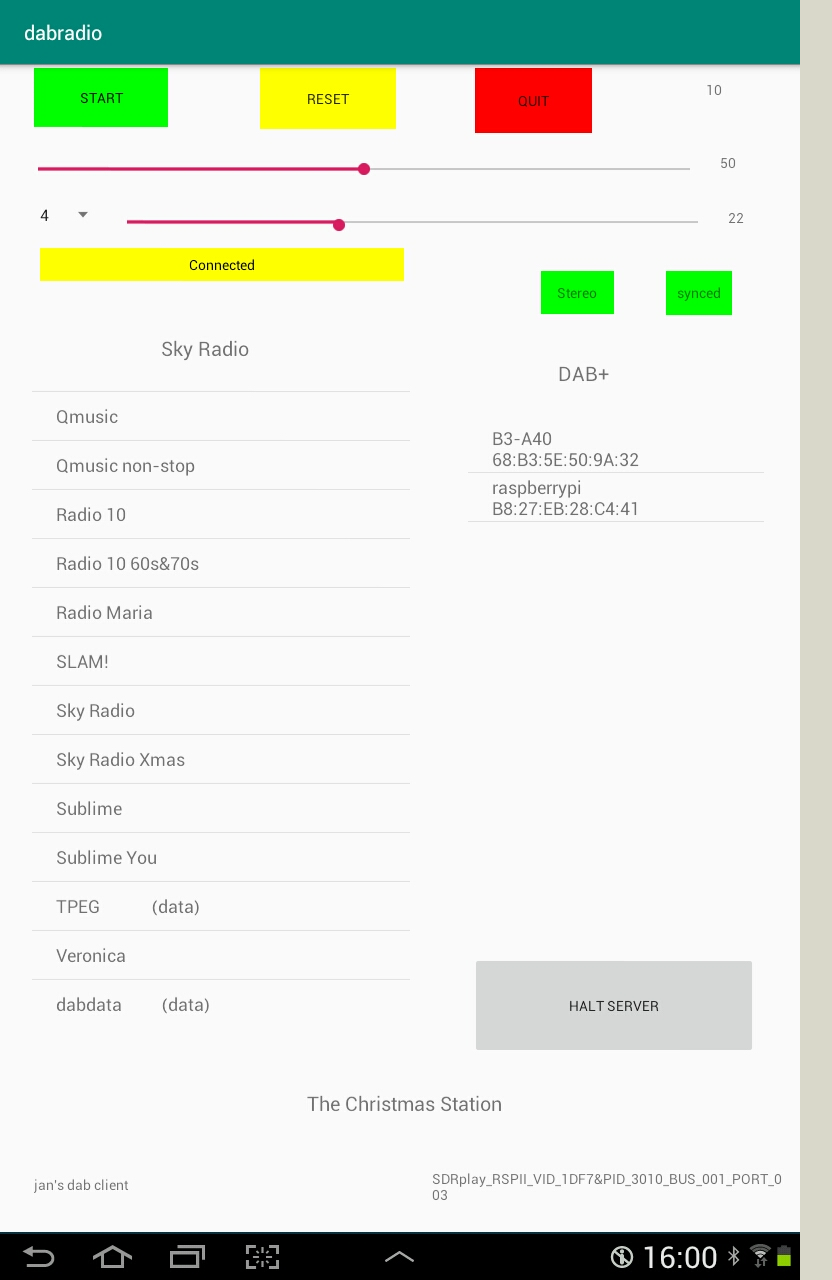 dabradio
START
RESET
QUIT
10
50
4
22
Connected
Stereo
synced
Sky Radio
DAB+
Qmusic
Qmusic non-stop
Radio 10
Radio 10 60s&70s
Radio Maria
SLAM!
Sky Radio
Sky Radio Xmas
Sublime
Sublime You
TPEG (data)
Veronica
dabdata (data)
B3-A40
68:B3:5E:50:9A:32
raspberrypi
B8:27:EB:28:C4:41
HALT SERVER
The Christmas Station
jan's dab client
SDRplay_RSPII_VID_1DF7&PID_3010_BUS_001_PORT_0
03
16:00